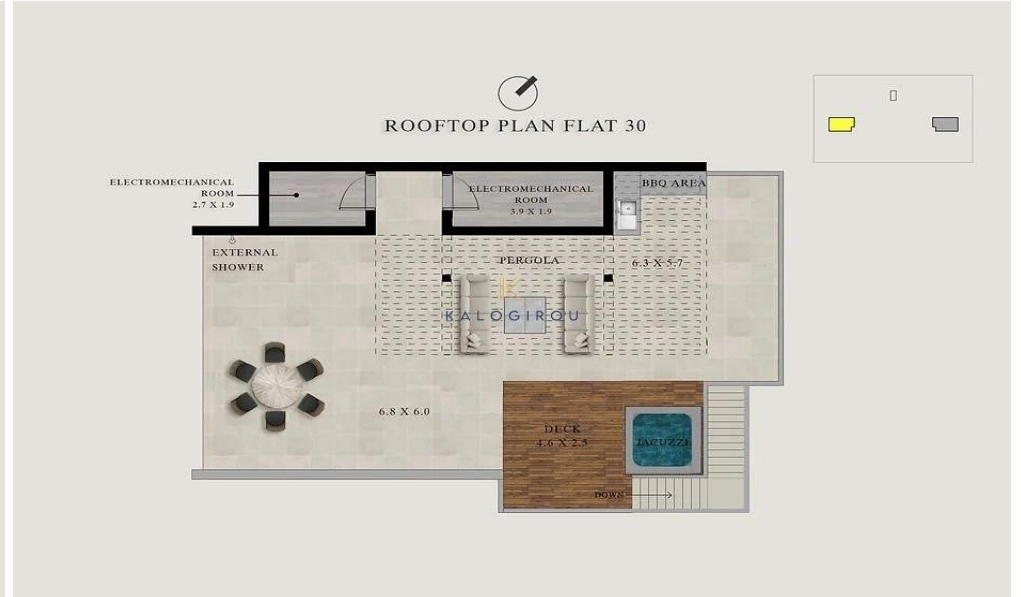 ROOFTOP PLAN FLAT 30
ELECTROMECHANICAL
ROOM
2.7 X 1.9
ELECTROMECHANICAL
ROOM
3.9 X 1.9
BBQ AREA
EXTERNAL
SHOWER
PERGOLA
6.3 X 5.7
KALOGIROU
6.8 X 6.0
DECK
4.6 X 2.5
JACUZZI
DOWN